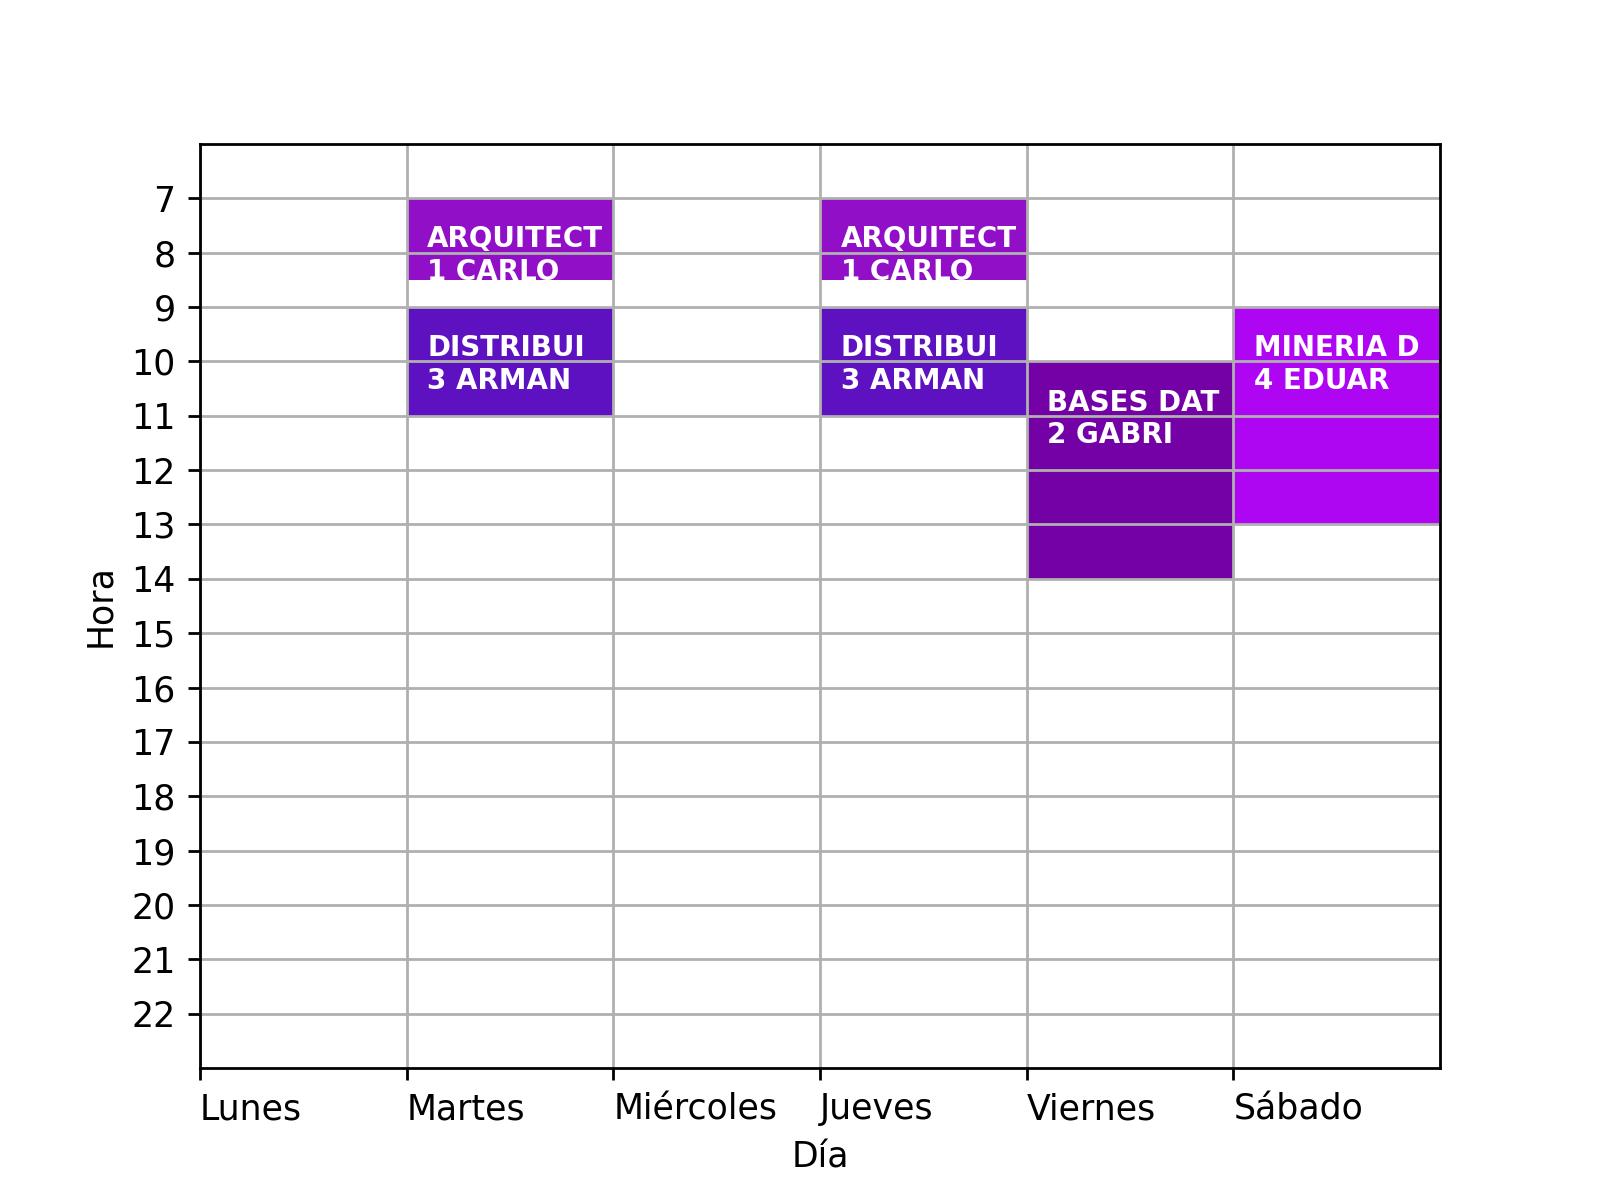 7
8
9
10
11
12
13
14
15
16
17
18
19
20
21
22
Hora
ARQUITECT
1 CARLO
DISTRIBUI
3 ARMAN
ARQUITECT
1 CARLO
DISTRIBUI
3 ARMAN
BASES DAT
2 GABRI
MINERIA D
4 EDUAR
Lunes
Martes
Miércoles
Jueves
Viernes
Sábado
Día